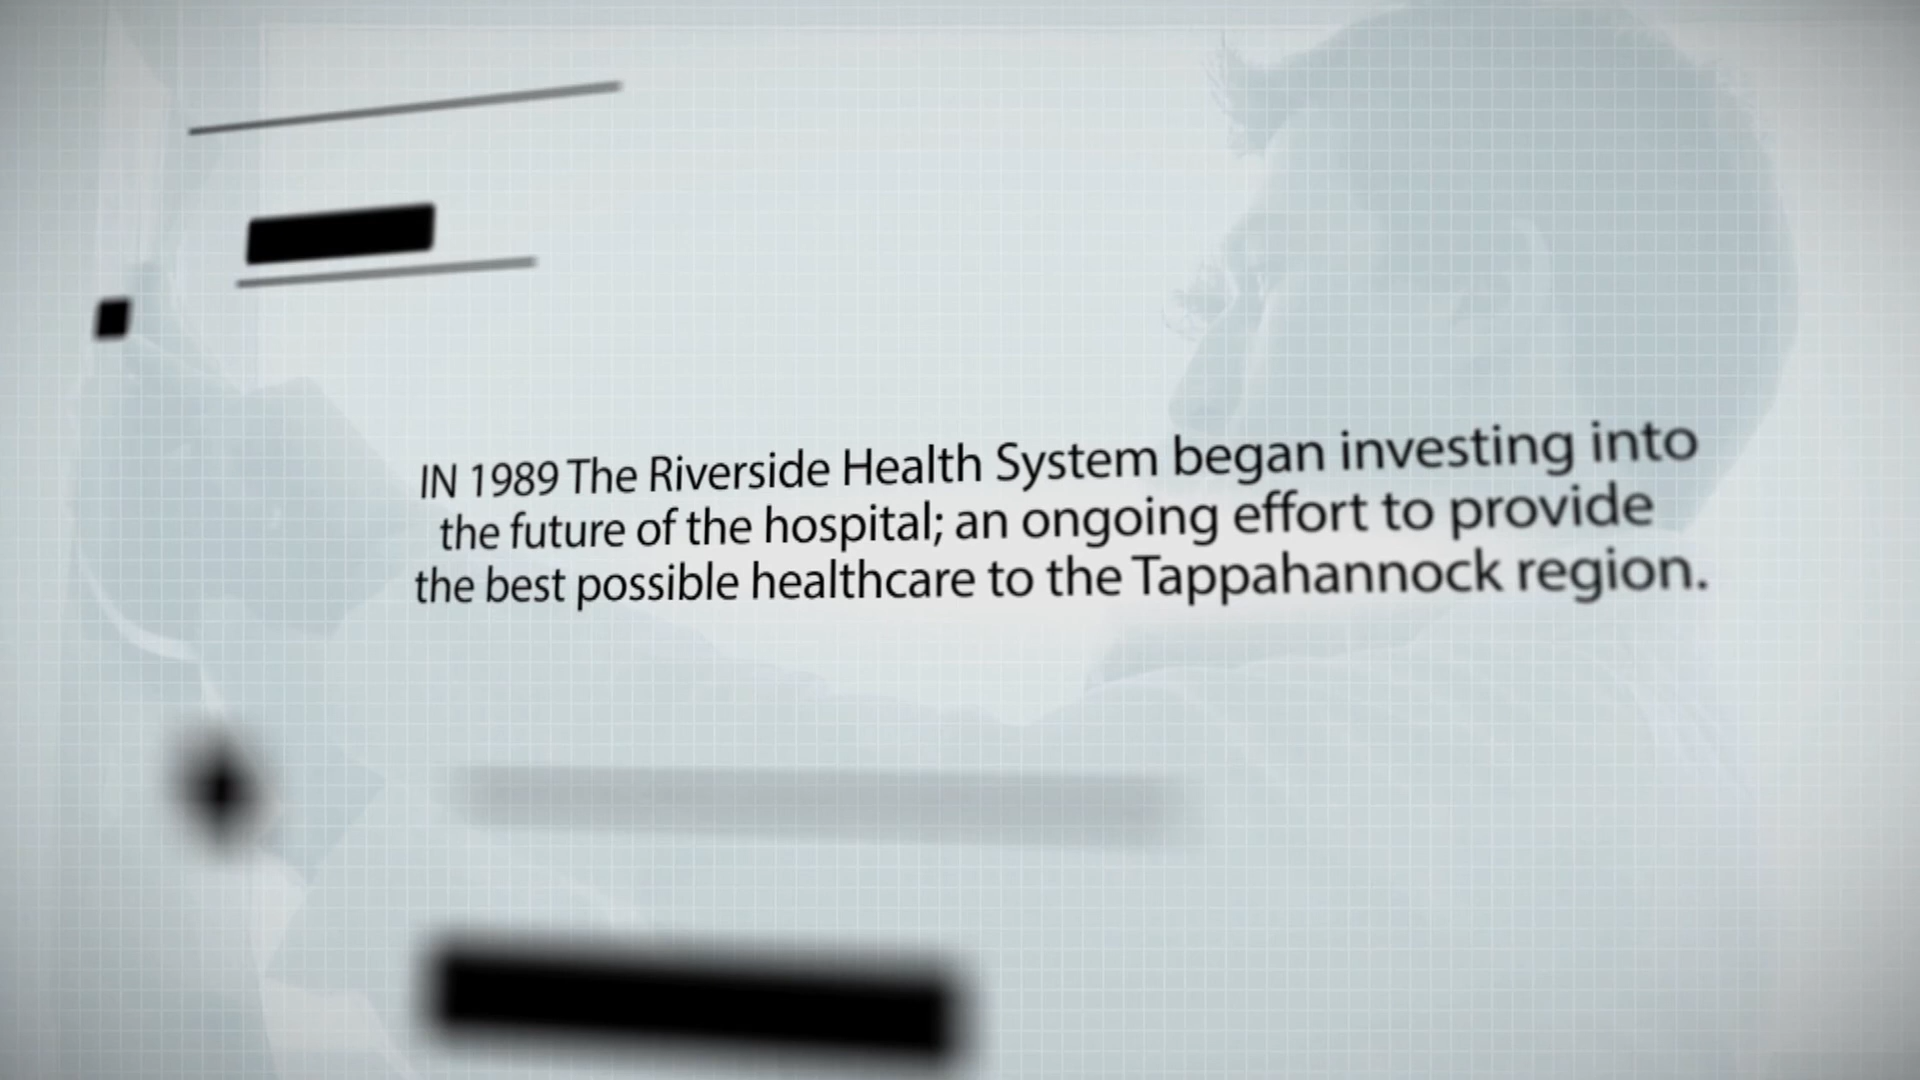 IN 1989 The Riverside Health System began investing into
the future of the hospital; an ongoing effort to provide
the best possible healthcare to the Tappahannock region.